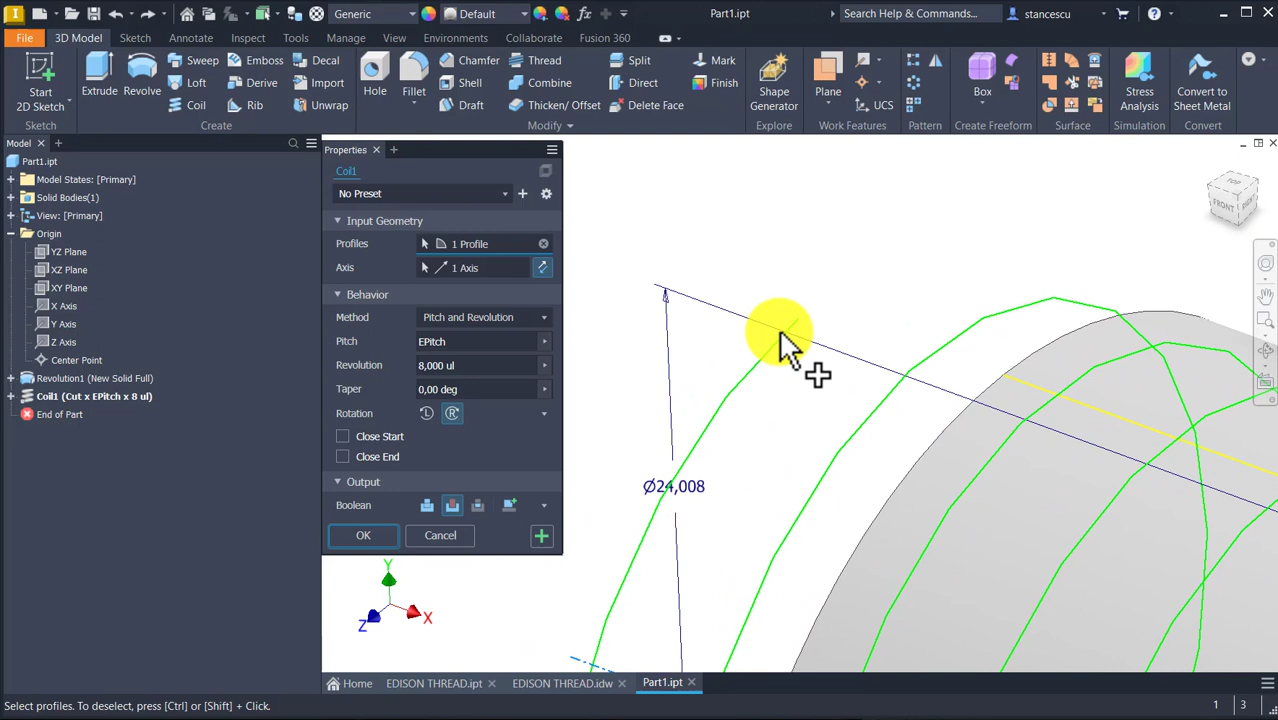 Generic
Default
Part1.ipt
Search Help & Commands...
stancescu
File
3D Model
Sketch
Annotate
Inspect
Tools
Manage
View
Environments
Collaborate
Fusion 360
Start
2D Sketch
Sketch
Extrude
Revolve
Sweep
Loft
Coil
Emboss
Derive
Rib
Decal
Import
Unwrap
Create
Hole
Fillet
Chamfer
Shell
Draft
Thread
Combine
Thicken/ Offset
Split
Direct
Delete Face
Modify
Mark
Finish
Shape
Generator
Explore
Plane
UCS
Work Features
Pattern
Box
Create Freeform
Surface
Stress
Analysis
Simulation
Convert to
Sheet Metal
Convert
Model
Part1.ipt
Model States: [Primary]
Solid Bodies(1)
View: [Primary]
Origin
YZ Plane
XZ Plane
XY Plane
X Axis
Y Axis
Z Axis
Center Point
Revolution1 (New Solid Full)
Coil1 (Cut x EPitch x 8 ul)
End of Part
Properties
Coil1
No Preset
Input Geometry
Profiles
1 Profile
Axis
1 Axis
Behavior
Method
Pitch and Revolution
Pitch
EPitch
Revolution
8,000 ul
Taper
0,00 deg
Rotation
Close Start
Close End
Output
Boolean
OK
Cancel
TOP
FRONT
Ø24,008
Y
X
Z
Home
EDISON THREAD.ipt
EDISON THREAD.idw
Part1.ipt
Select profiles. To deselect, press [Ctrl] or [Shift] + Click.
1
3